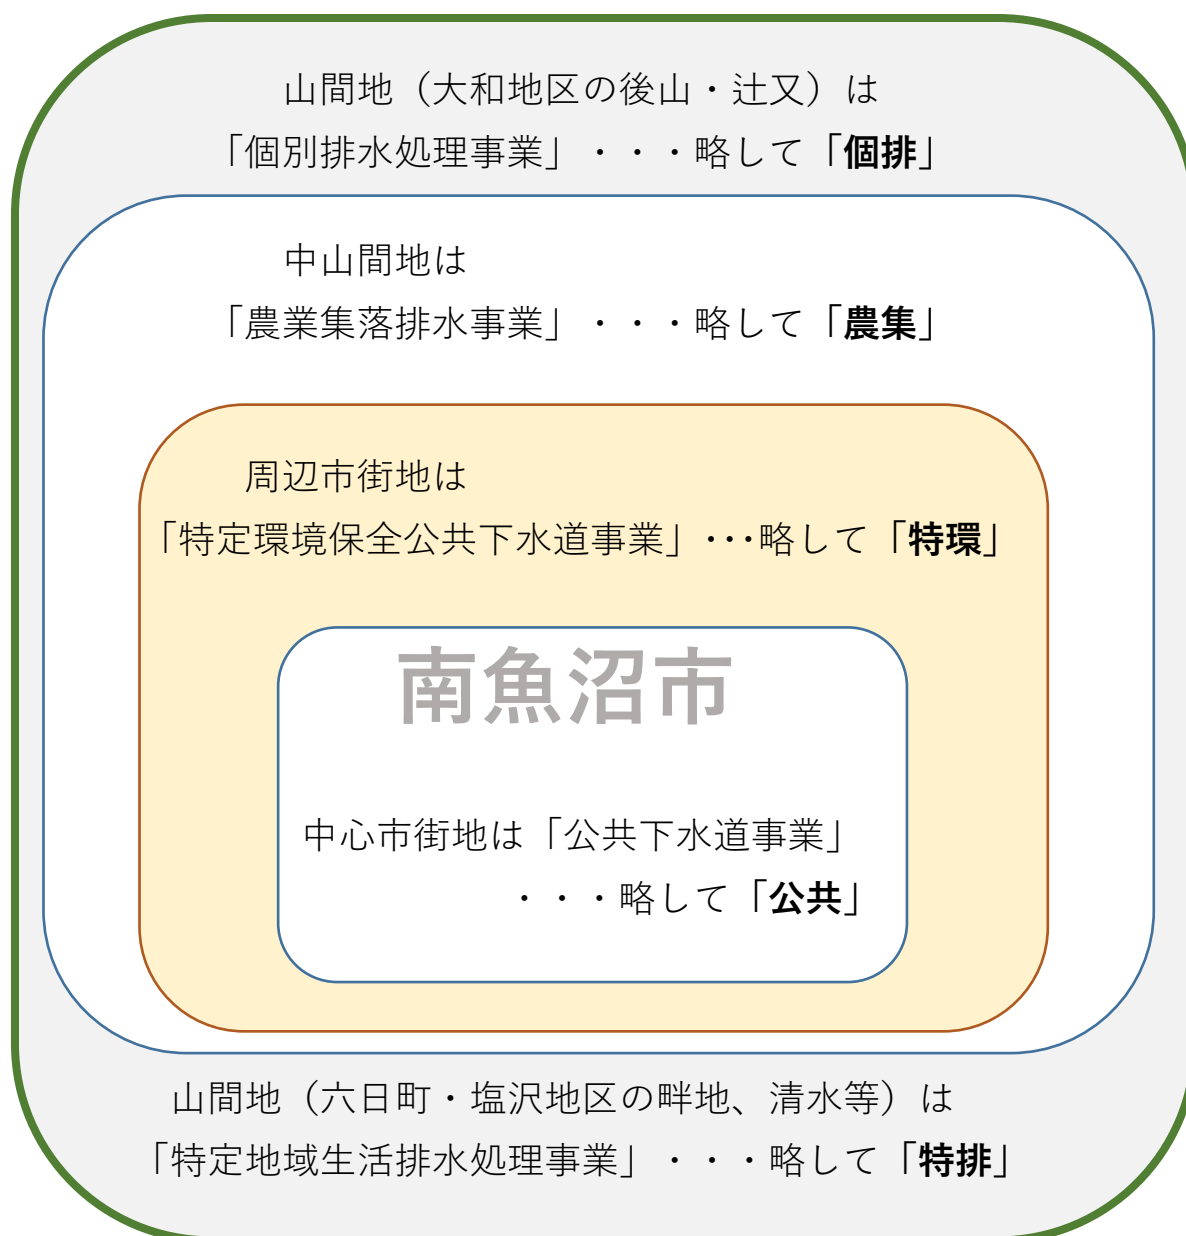 山間地（大和地区の後山・辻又）は
「個別排水処理事業」・・・略して「個排」
中山間地は
「農業集落排水事業」・・・略して「農集」
周辺市街地は
「特定環境保全公共下水道事業」･･･略して「特環」
南魚沼市
中心市街地は「公共下水道事業」
・・・略して「公共」
山間地（六日町・塩沢地区の畔地、清水等）は
「特定地域生活排水処理事業」・・・略して「特排」